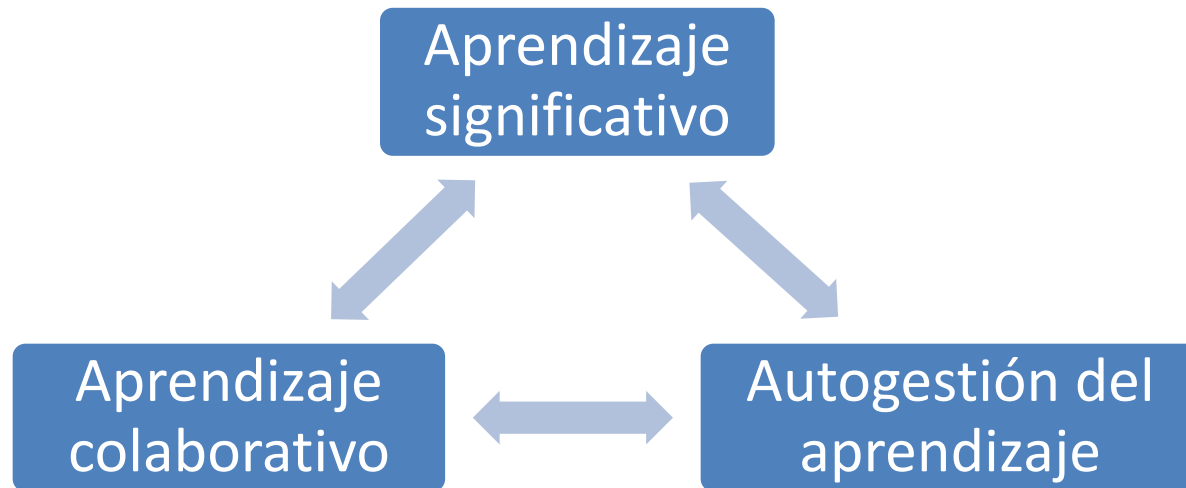 Aprendizaje
significativo
Aprendizaje
colaborativo
Autogestión del
aprendizaje